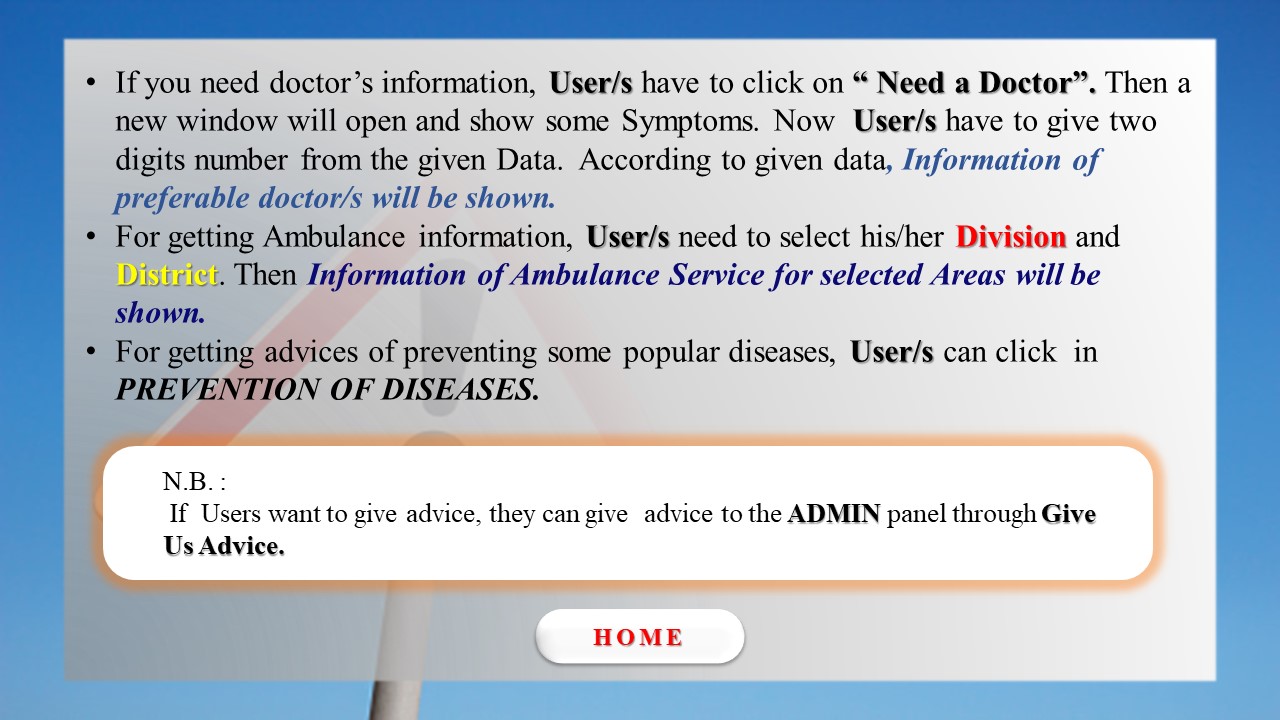 • If you need doctor’s information, User/s have to click on “ Need a Doctor”. Then a
new window will open and show some Symptoms. Now User/s have to give two
digits number from the given Data. According to given data, Information of
preferable doctor/s will be shown.
• For getting Ambulance information, User/s need to select his/her Division and
District. Then Information of Ambulance Service for selected Areas will be
shown.
• For getting advices of preventing some popular diseases, User/s can click in
PREVENTION OF DISEASES.
N.B. :
If Users want to give advice, they can give advice to the ADMIN panel through Give
Us Advice.
HOME